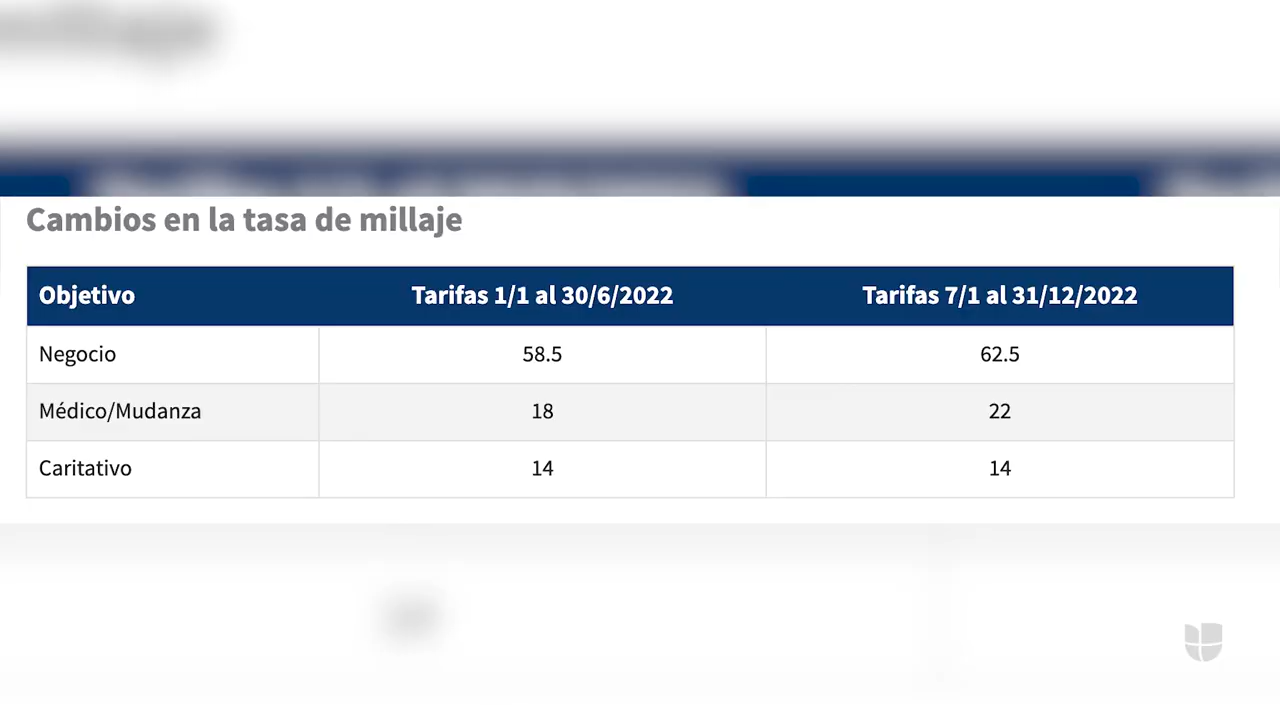 Cambios en la tasa de millaje
Objetivo Tarifas 1/1 al 30/6/2022 Tarifas 7/1 al 31/12/2022
Negocio 58.5 62.5
Médico/Mudanza 18 22
Caritativo 14 14